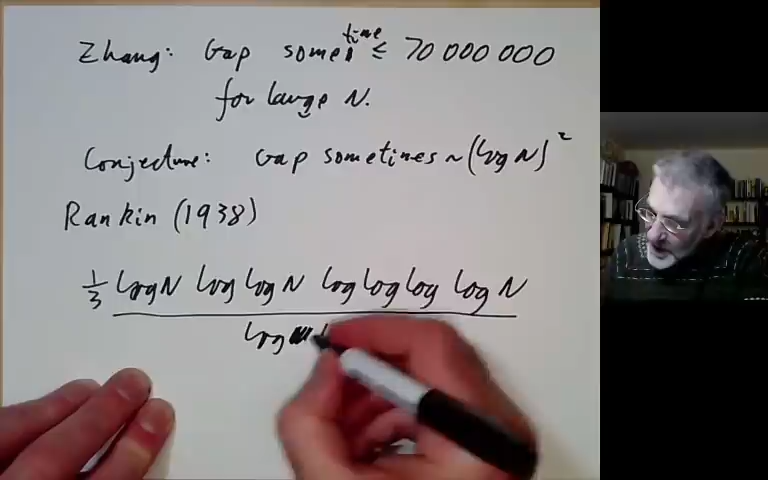 Zhang: Gap sometime ≤ 70 000 000
for large N.
Conjecture: Gap sometimes ~ (log N)²
Rankin (1938)
1/3 log N log log N log log log log N
log